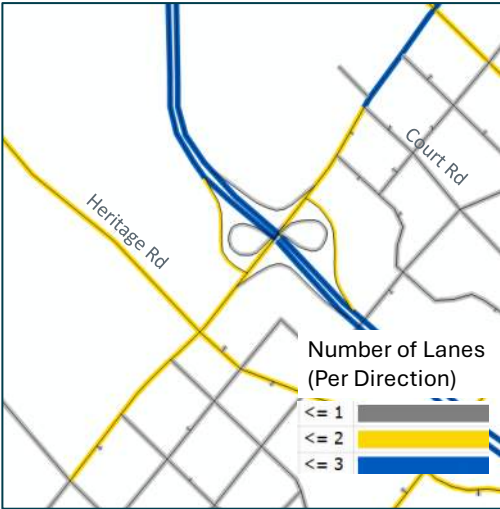 Court Rd
Heritage Rd
Number of Lanes
(Per Direction)
<= 1
<= 2
<= 3